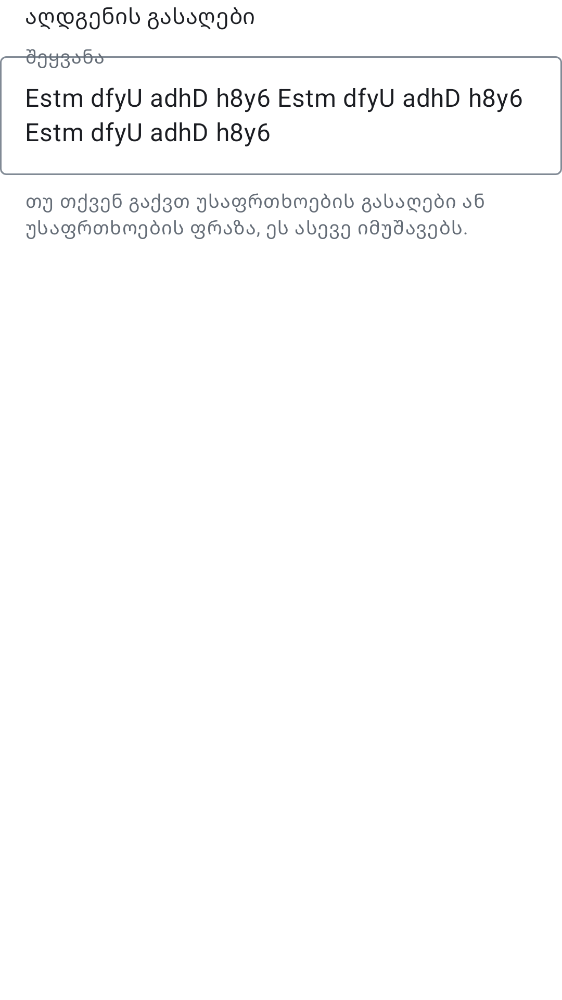 აღდგენის გასაღები
შეყვანა
Estm dfyU adhD h8y6 Estm dfyU adhD h8y6
Estm dfyU adhD h8y6
თუ თქვენ გაქვთ უსაფრთხოების გასაღები ან
უსაფრთხოების ფრაზა, ეს ასევე იმუშავებს.